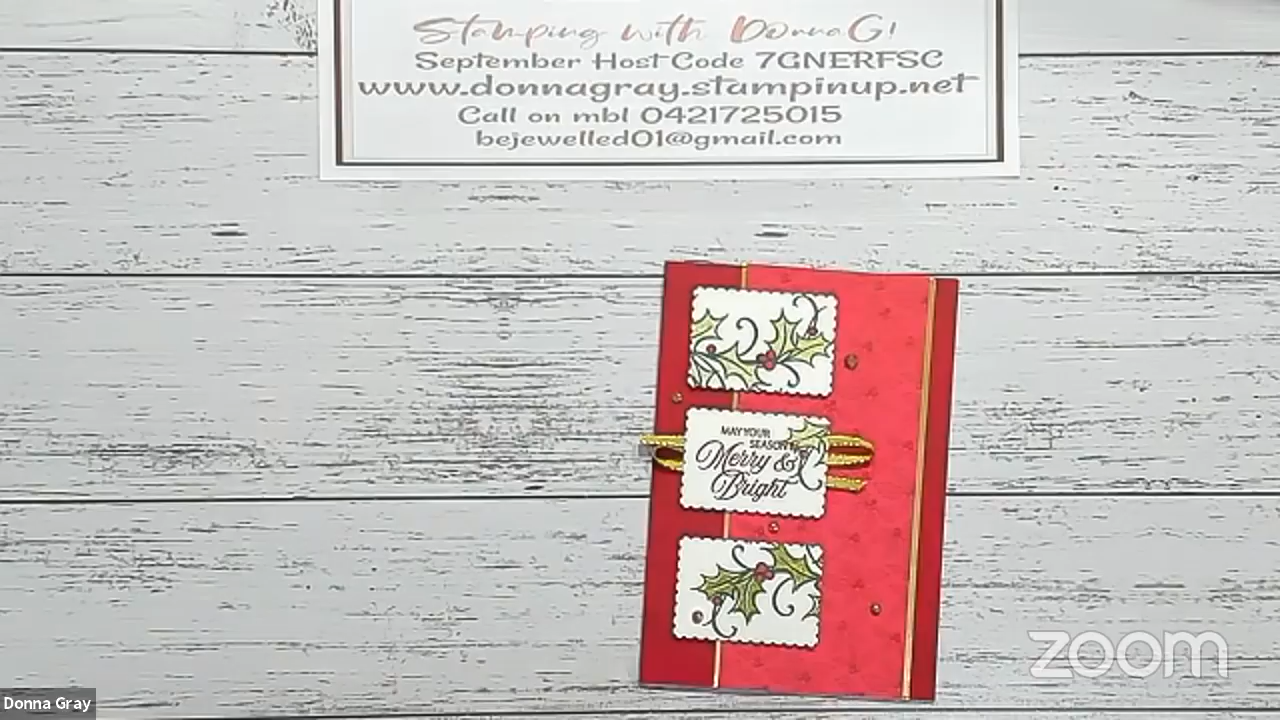 Stamping with DonnaG!
September Host Code 7GNERFSC
www.donnagray.stampinup.net
Call on mbl 0421725015
bejewelled01@gmail.com
MAY YOUR
SEASON
Merry &
Bright
zoom
Donna Gray